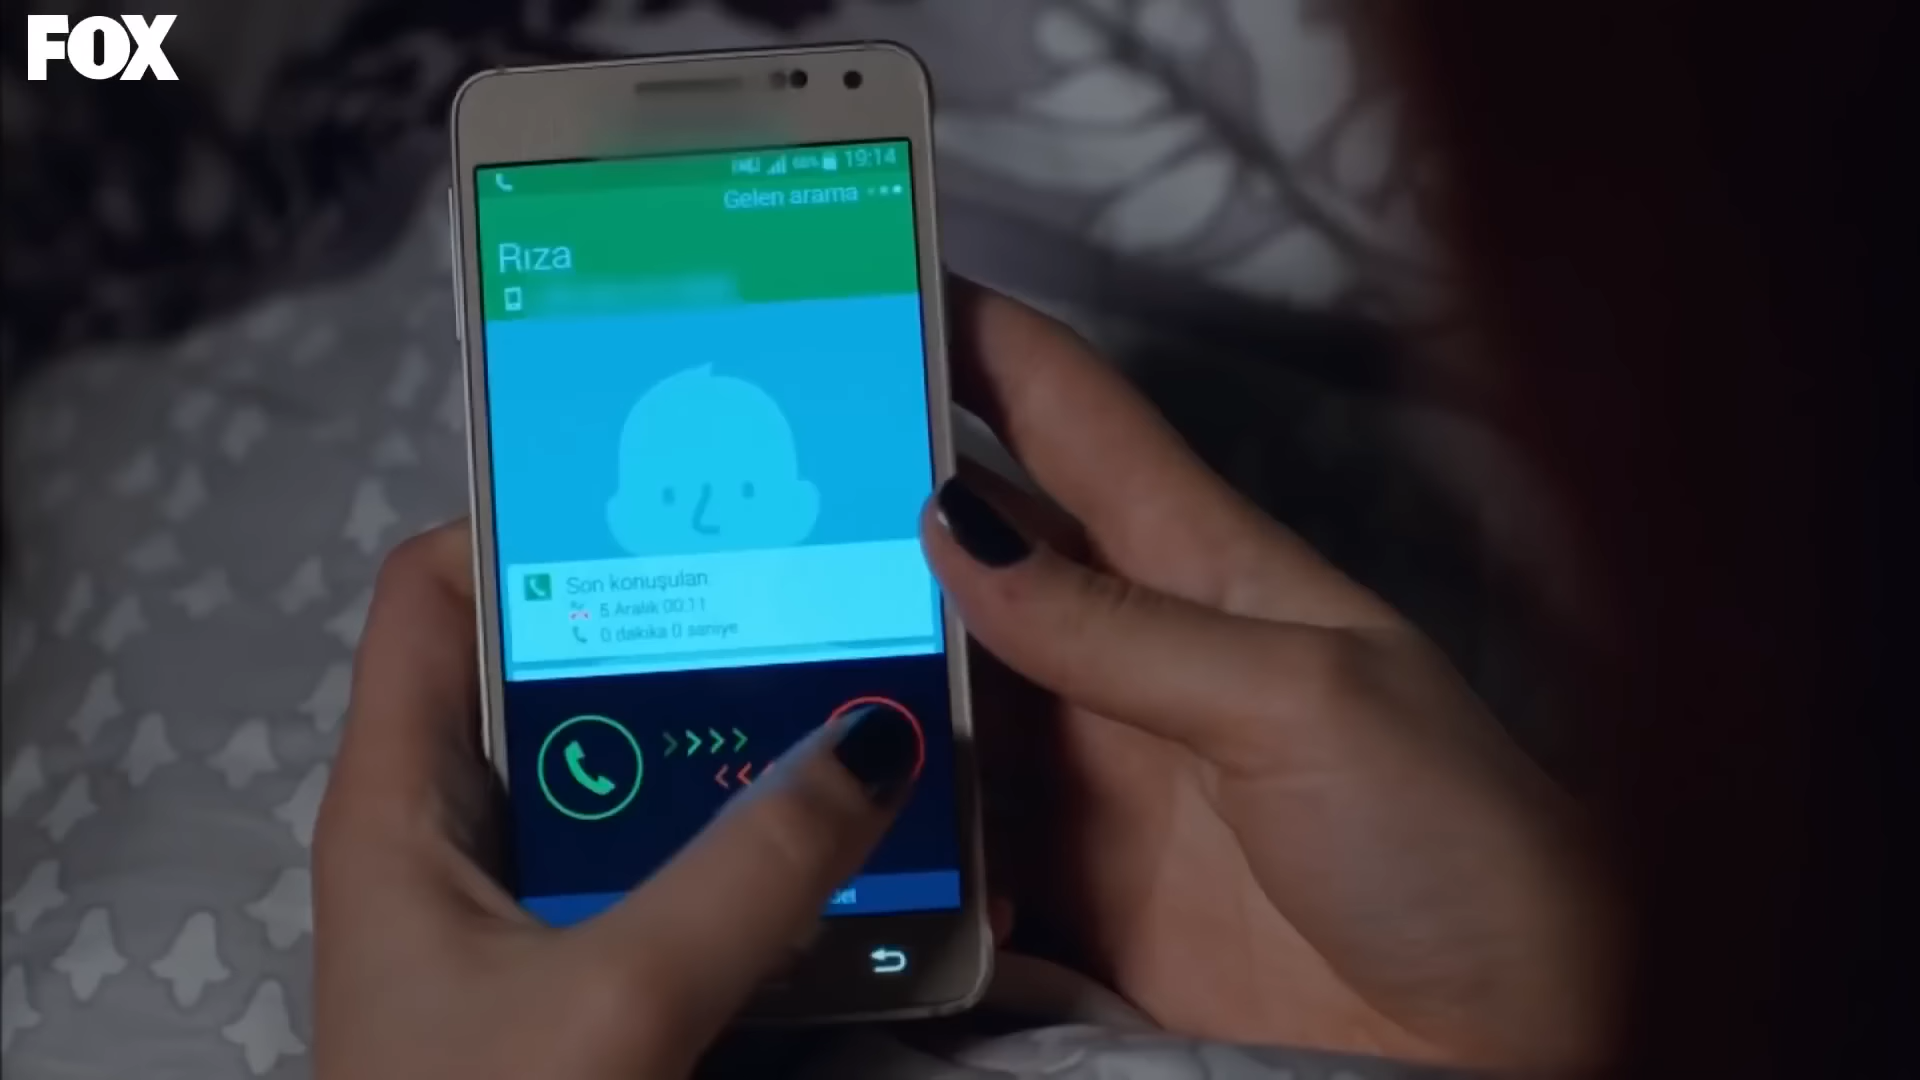 FOX
19:14
Gelen arama
Rıza
Son konuşulan
5 Aralık 00:11
0 dakika 0 saniye